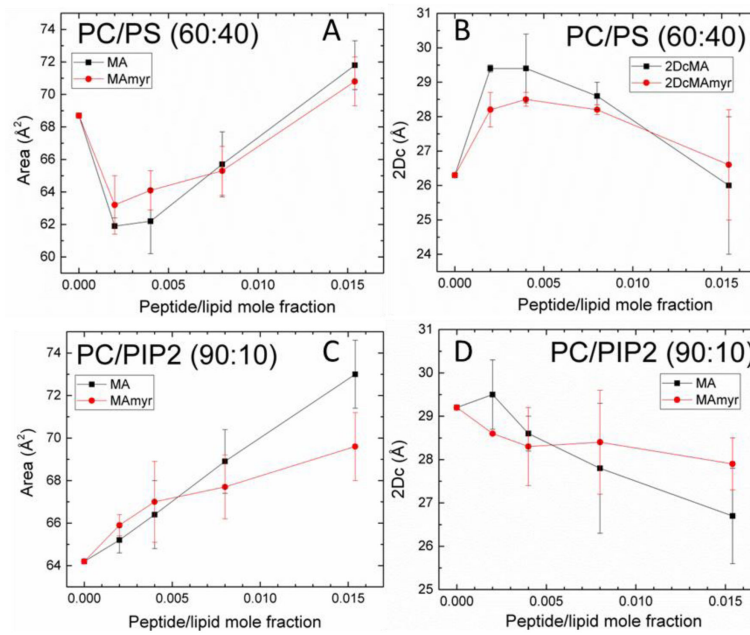 PC/PS (60:40) A
MA
MAmyr
Area (Å²)
74
72
70
68
66
64
62
60
0.000 0.005 0.010 0.015
Peptide/lipid mole fraction
B PC/PS (60:40)
2DcMA
2DcMAmyr
2Dc (Å)
31
30
29
28
27
26
25
24
0.000 0.005 0.010 0.015
Peptide/lipid mole fraction
PC/PIP2 (90:10) C
MA
MAmyr
Area (Å²)
74
72
70
68
66
64
0.000 0.005 0.010 0.015
Peptide/lipid mole fraction
D PC/PIP2 (90:10)
MA
MAmyr
2Dc (Å)
31
30
29
28
27
26
25
0.000 0.005 0.010 0.015
Peptide/lipid mole fraction